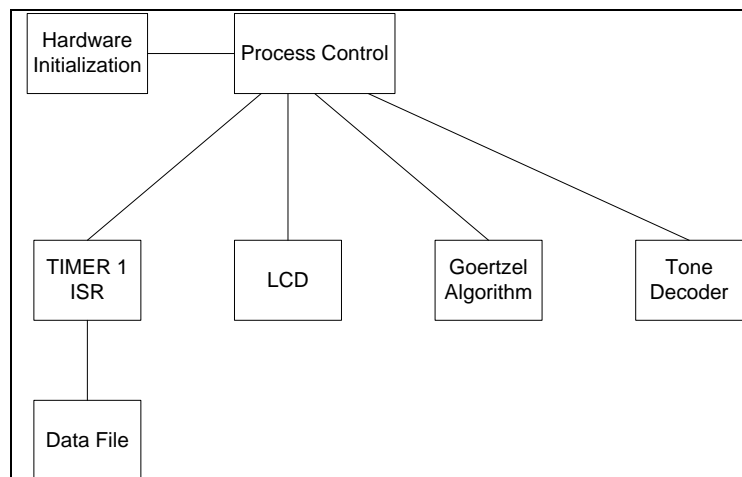 Hardware
Initialization
Process Control
TIMER 1
ISR
LCD
Goertzel
Algorithm
Tone
Decoder
Data File